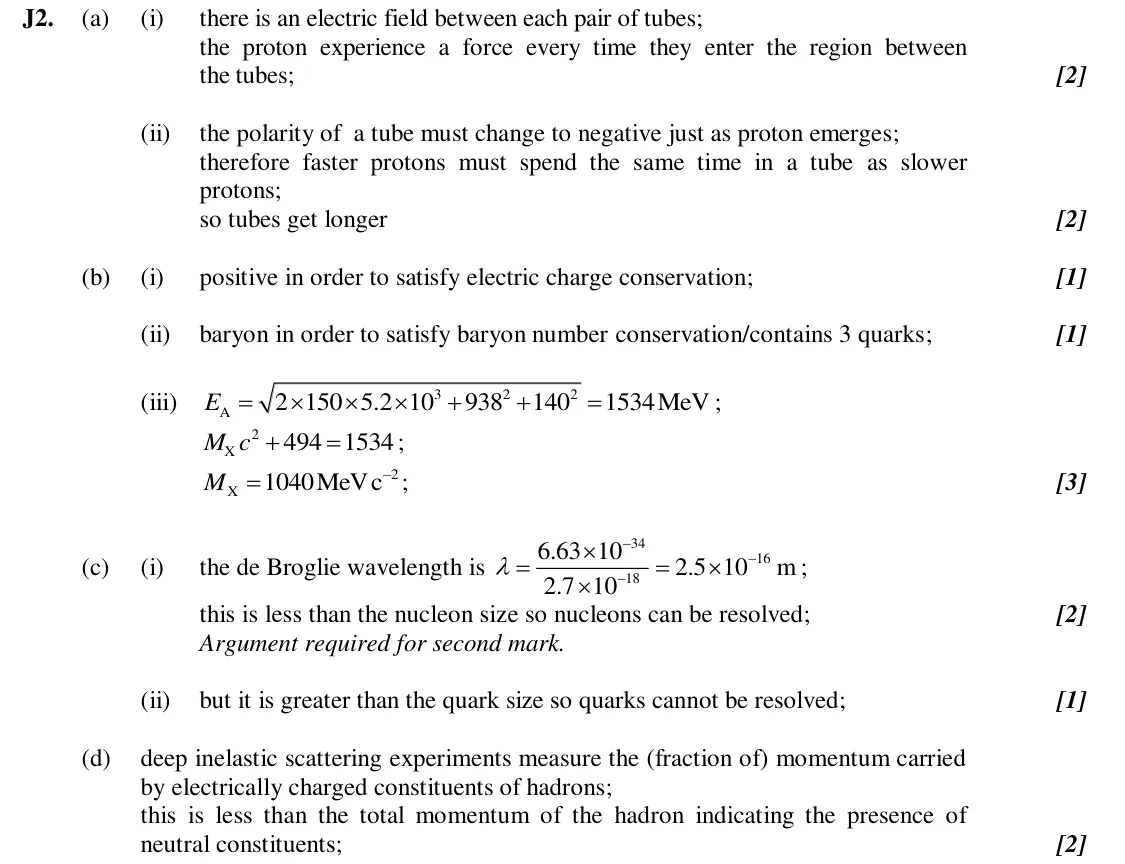 J2. (a) (i) there is an electric field between each pair of tubes;
the proton experience a force every time they enter the region between
the tubes; [2]
(ii) the polarity of a tube must change to negative just as proton emerges;
therefore faster protons must spend the same time in a tube as slower
protons;
so tubes get longer [2]
(b) (i) positive in order to satisfy electric charge conservation; [1]
(ii) baryon in order to satisfy baryon number conservation/contains 3 quarks; [1]
(iii) E_A = √(2×150×5.2×10³ + 938² + 140²) = 1534 MeV ;
M_X c² + 494 = 1534 ;
M_X = 1040 MeV c⁻² ; [3]
(c) (i) the de Broglie wavelength is λ = 6.63×10⁻³⁴ / 2.7×10⁻¹⁸ = 2.5×10⁻¹⁶ m ;
this is less than the nucleon size so nucleons can be resolved; [2]
Argument required for second mark.
(ii) but it is greater than the quark size so quarks cannot be resolved; [1]
(d) deep inelastic scattering experiments measure the (fraction of) momentum carried
by electrically charged constituents of hadrons;
this is less than the total momentum of the hadron indicating the presence of
neutral constituents; [2]